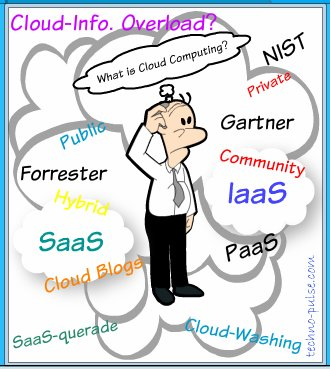 Cloud-Info. Overload?
What is Cloud Computing?
NIST
Private
Public
Gartner
Forrester
Community
Hybrid
IaaS
SaaS
PaaS
Cloud Blogs
SaaS-querade
Cloud-Washing
techno-pulse.com